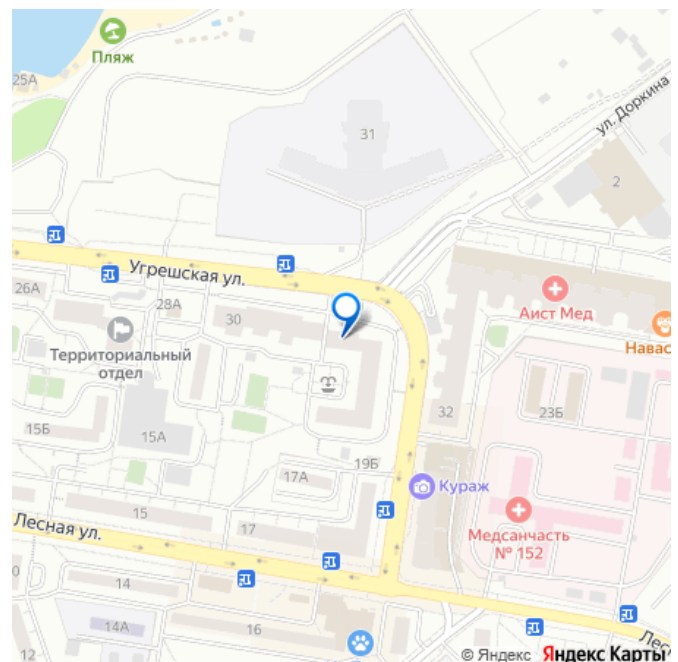 Пляж
25А
31
ул. Доркина
2
Угрешская ул.
26А
28А
30
Аист Мед
Территориальный
отдел
Навас
32
23Б
15Б
15А
19Б
17А
Кураж
15
17
Лесная ул.
Медсанчасть
№ 152
14
14А
16
12
Лес
© Яндекс Яндекс Карты